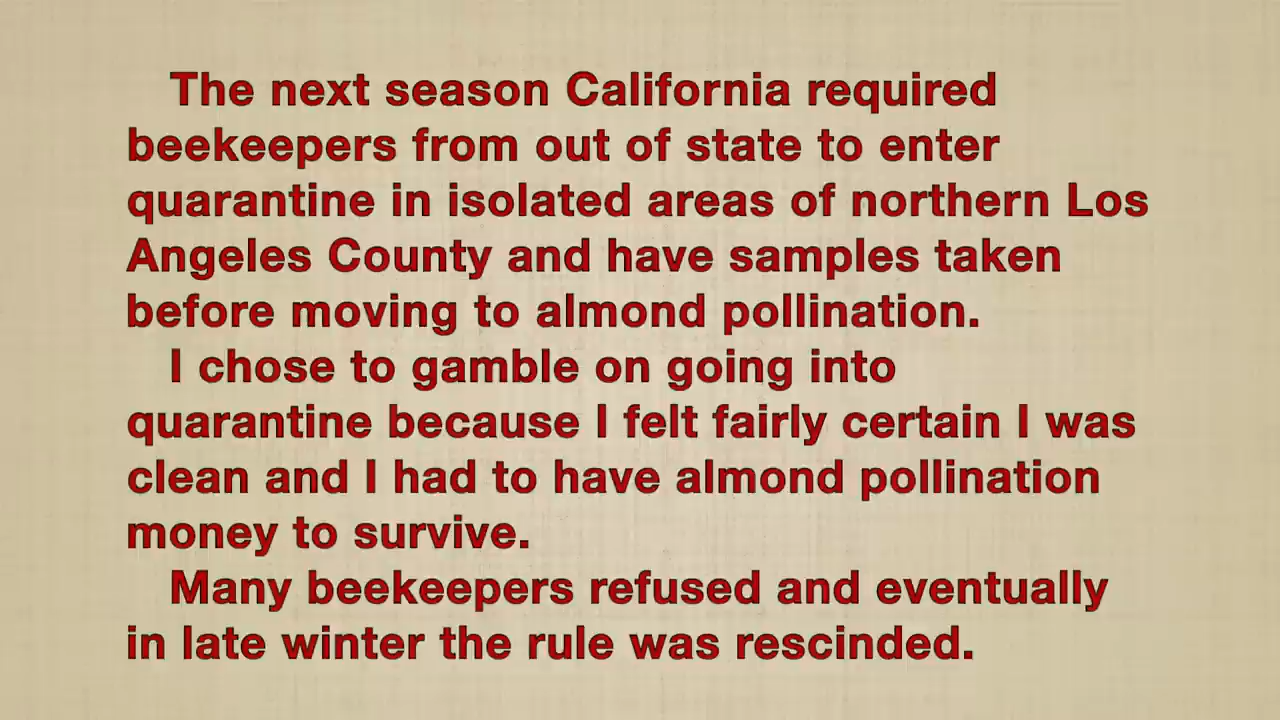 The next season California required
beekeepers from out of state to enter
quarantine in isolated areas of northern Los
Angeles County and have samples taken
before moving to almond pollination.
I chose to gamble on going into
quarantine because I felt fairly certain I was
clean and I had to have almond pollination
money to survive.
Many beekeepers refused and eventually
in late winter the rule was rescinded.